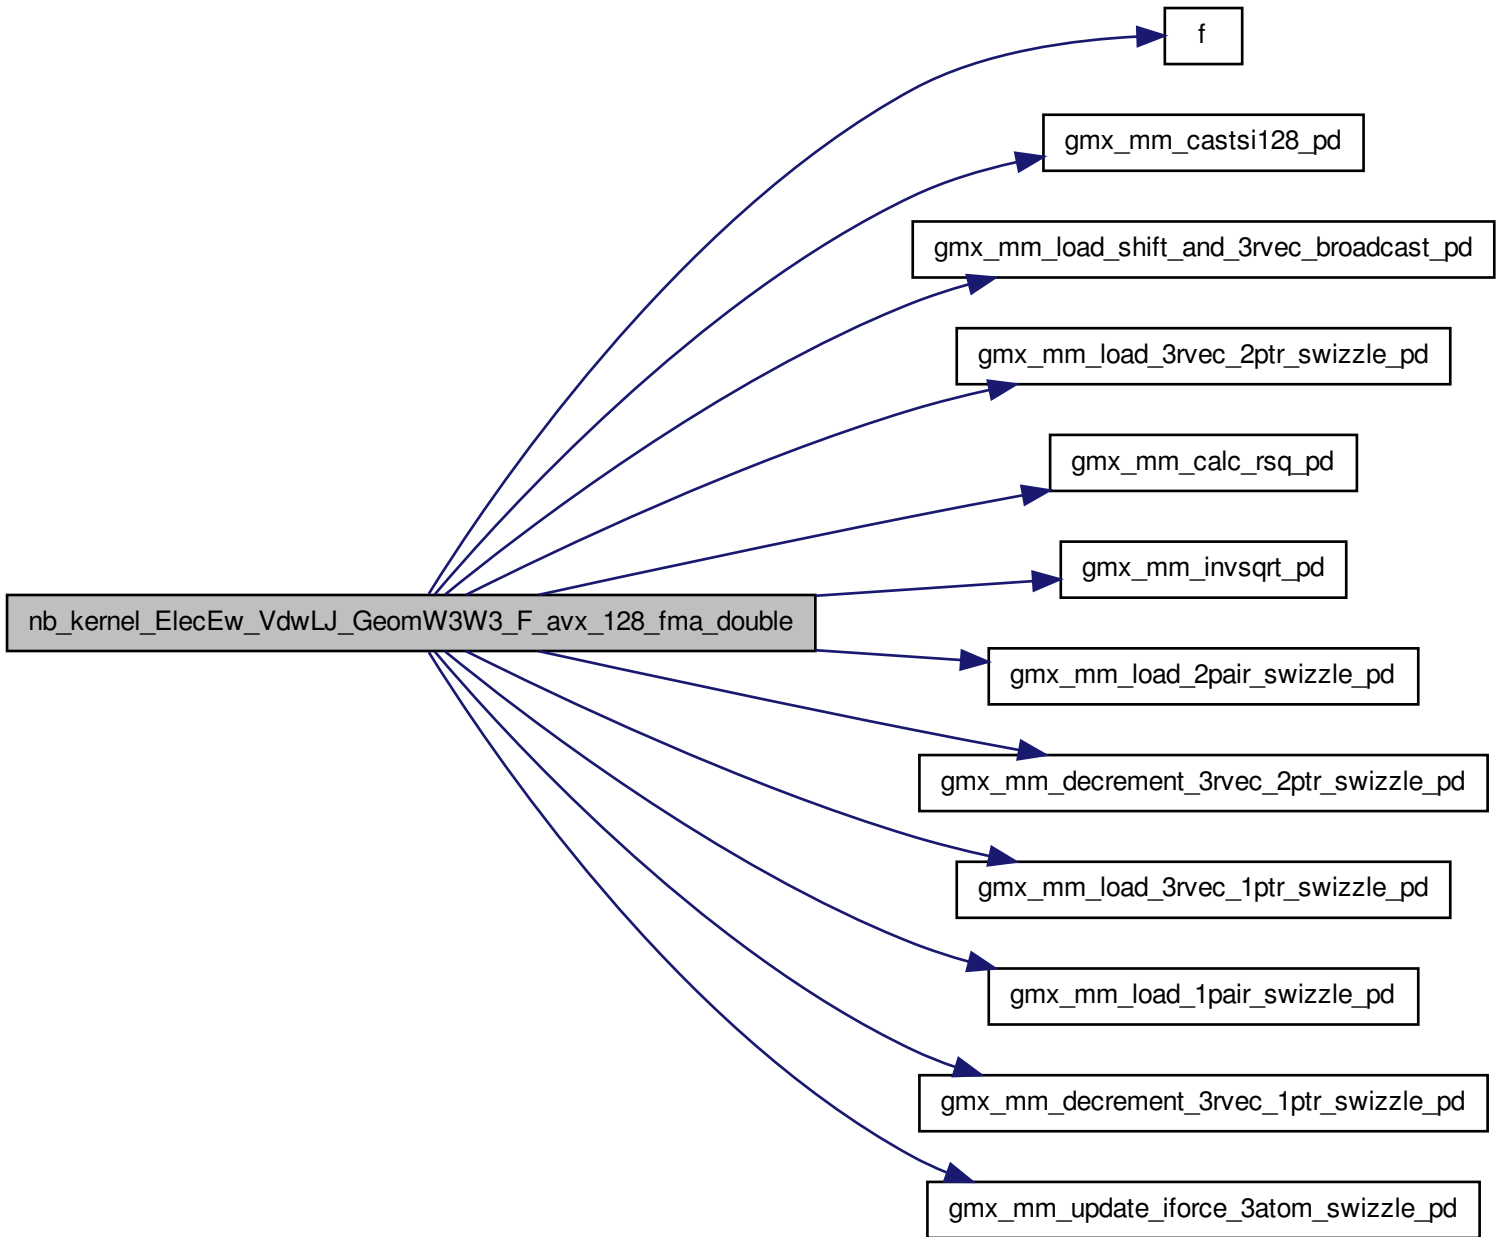 f
gmx_mm_castsi128_pd
gmx_mm_load_shift_and_3rvec_broadcast_pd
gmx_mm_load_3rvec_2ptr_swizzle_pd
gmx_mm_calc_rsq_pd
gmx_mm_invsqrt_pd
nb_kernel_ElecEw_VdwLJ_GeomW3W3_F_avx_128_fma_double
gmx_mm_load_2pair_swizzle_pd
gmx_mm_decrement_3rvec_2ptr_swizzle_pd
gmx_mm_load_3rvec_1ptr_swizzle_pd
gmx_mm_load_1pair_swizzle_pd
gmx_mm_decrement_3rvec_1ptr_swizzle_pd
gmx_mm_update_iforce_3atom_swizzle_pd